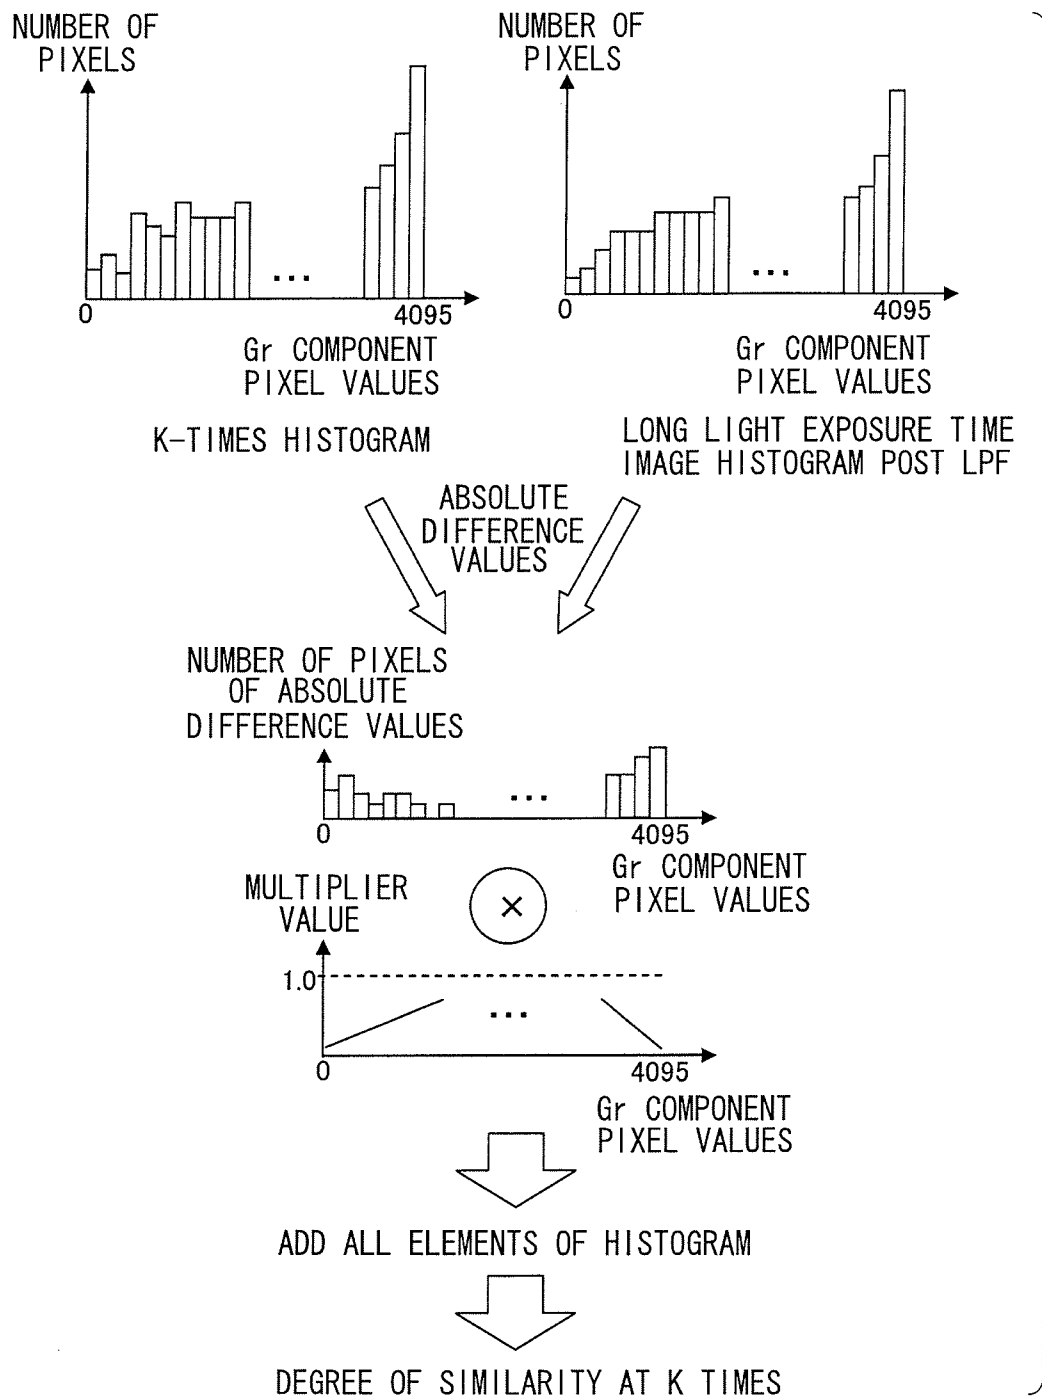 NUMBER OF
PIXELS
NUMBER OF
PIXELS
0
4095
0
4095
Gr COMPONENT
PIXEL VALUES
Gr COMPONENT
PIXEL VALUES
K-TIMES HISTOGRAM
LONG LIGHT EXPOSURE TIME
IMAGE HISTOGRAM POST LPF
ABSOLUTE
DIFFERENCE
VALUES
NUMBER OF PIXELS
OF ABSOLUTE
DIFFERENCE VALUES
0
4095
Gr COMPONENT
PIXEL VALUES
MULTIPLIER
VALUE
×
1.0
0
4095
Gr COMPONENT
PIXEL VALUES
ADD ALL ELEMENTS OF HISTOGRAM
DEGREE OF SIMILARITY AT K TIMES